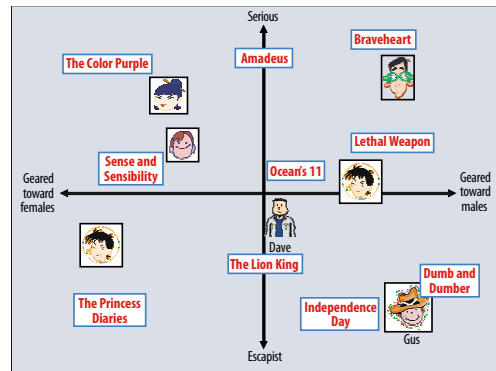 Serious
Braveheart
Amadeus
The Color Purple
Lethal Weapon
Sense and
Sensibility
Ocean's 11
Geared
toward
females
Geared
toward
males
Dave
The Lion King
Dumb and
Dumber
The Princess
Diaries
Independence
Day
Gus
Escapist